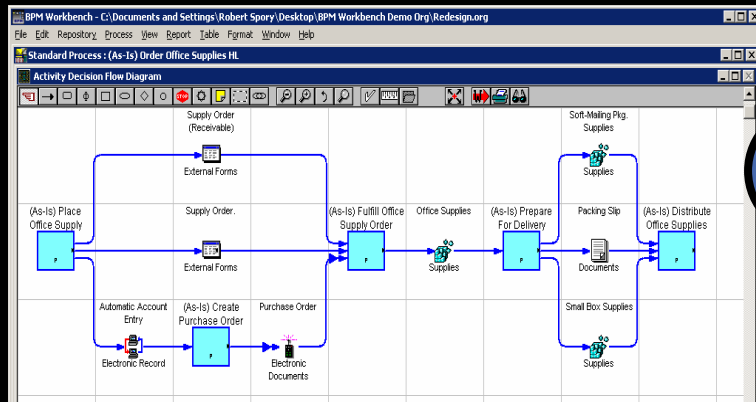 BPM Workbench - C:\Documents and Settings\Robert Spory\Desktop\BPM Workbench Demo Org\Redesign.org
File Edit Repository Process View Report Table Format Window Help
Standard Process : (As-Is) Order Office Supplies HL
Activity Decision Flow Diagram
STOP
Supply Order
(Receivable)
External Forms
Soft-Mailing Pkg.
Supplies
Supplies
(As-Is) Place
Office Supply
P
Supply Order.
External Forms
(As-Is) Fulfill Office
Supply Order
P
Office Supplies
Supplies
(As-Is) Prepare
For Delivery
P
Packing Slip
Documents
(As-Is) Distribute
Office Supplies
P
Automatic Account
Entry
Electronic Record
(As-Is) Create
Purchase Order
P
Purchase Order
Electronic
Documents
Small Box Supplies
Supplies